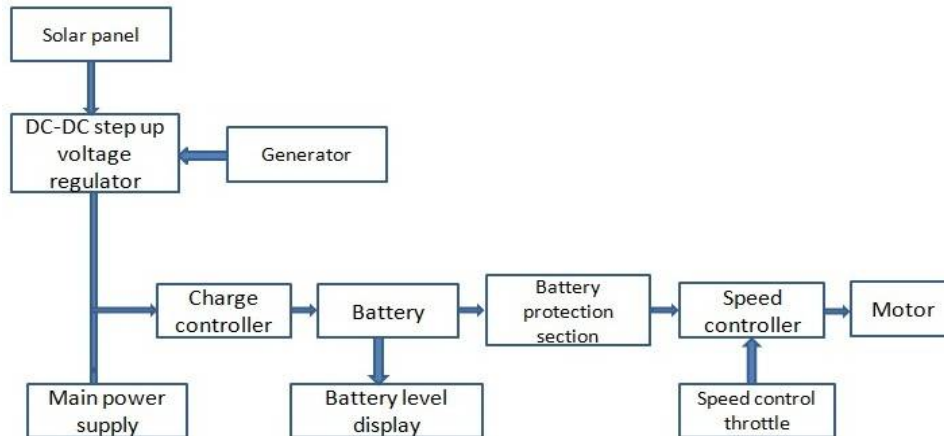 Solar panel
DC-DC step up
voltage
regulator
Generator
Charge
controller
Battery
Battery
protection
section
Speed
controller
Motor
Main power
supply
Battery level
display
Speed control
throttle